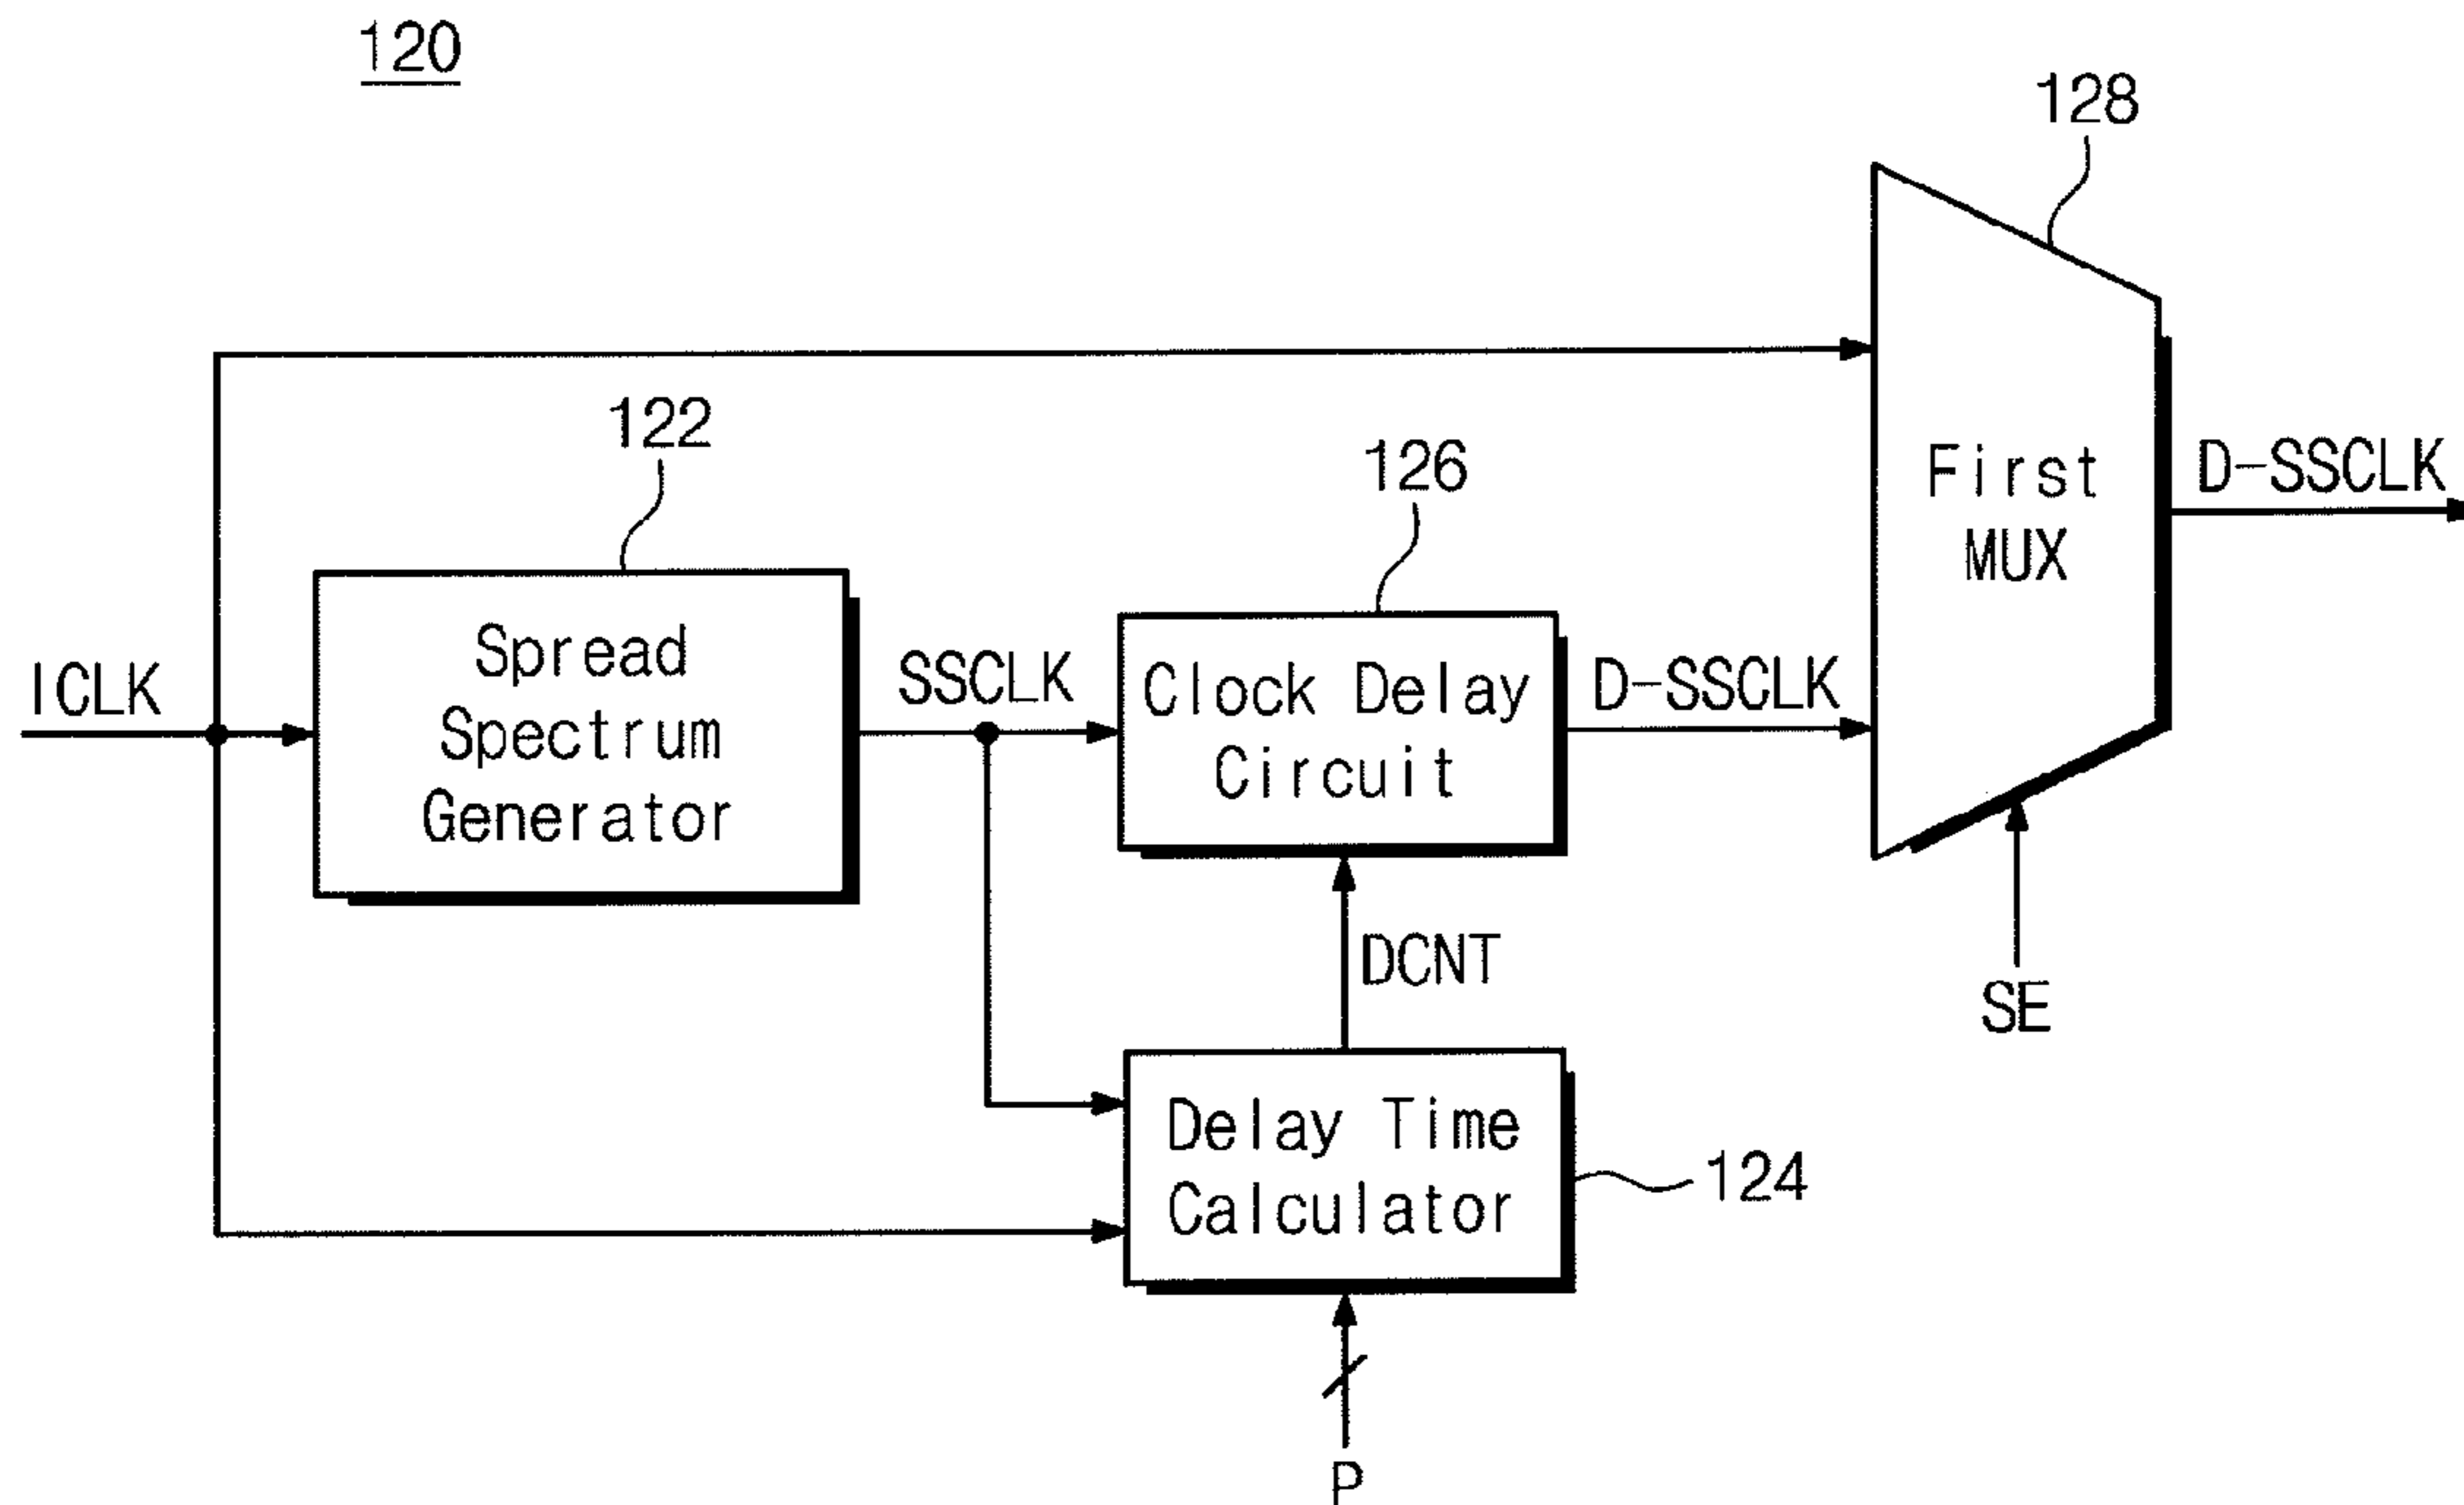 120
128
122
126
First
MUX
D-SSCLK
Spread
Spectrum
Generator
ICLK
SSCLK
Clock Delay
Circuit
D-SSCLK
DCNT
SE
Delay Time
Calculator
124
P